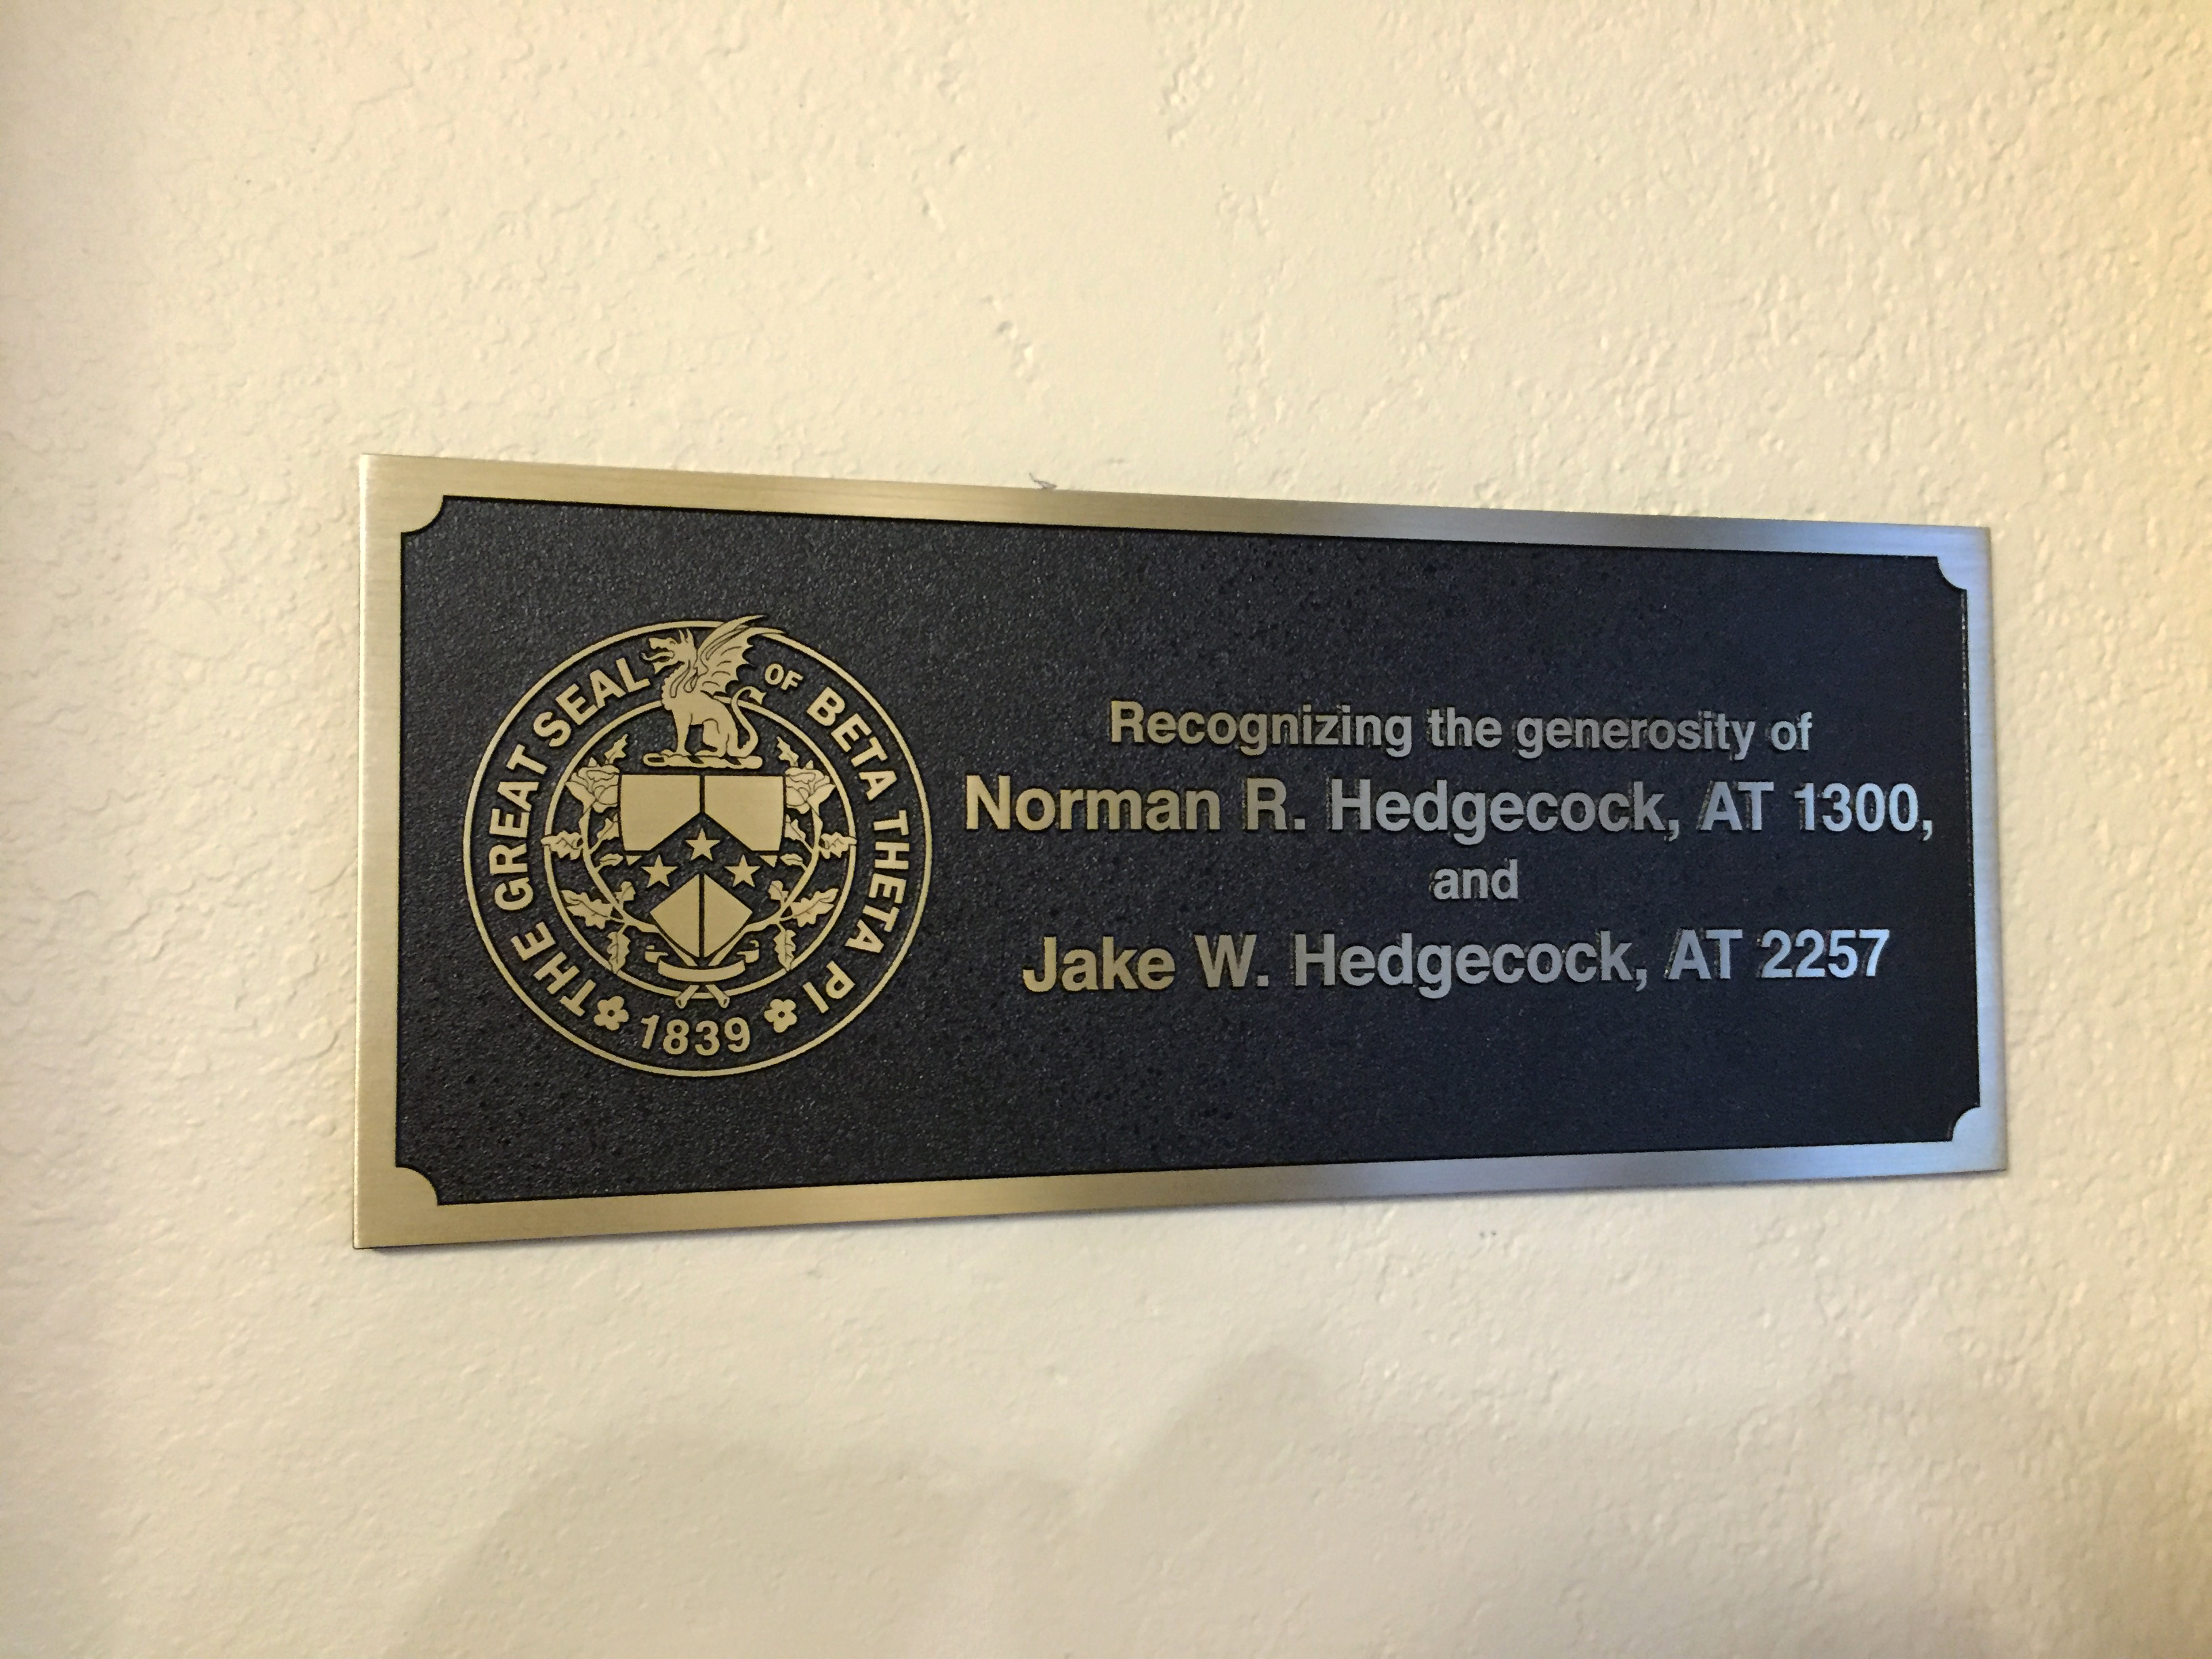 THE GREAT SEAL OF BETA THETA PI
1839
Recognizing the generosity of
Norman R. Hedgecock, AT 1300,
and
Jake W. Hedgecock, AT 2257